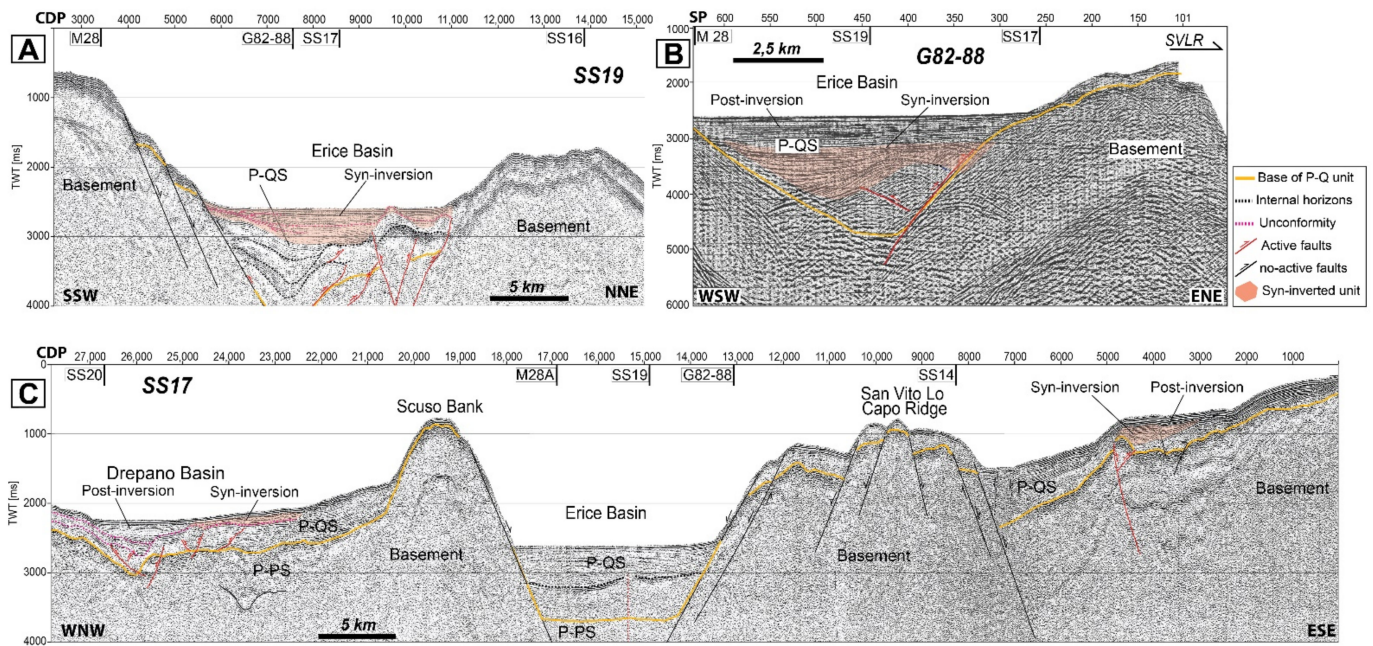 CDP 3000 4000 5000 6000 7000 8000 9000 10,000 11,000 12,000 13,000 14,000 15,000
M28 G82-88 SS17 SS16
A
SS19
TWT [ms]
1000
2000
3000
4000
Basement
Erice Basin
P-QS
Syn-inversion
Basement
SSW
5 km
NNE
SP 600 550 500 450 400 350 300 250 200 150 101
M 28 SS19 SS17
SVLR
B
2,5 km
G82-88
TWT [ms]
2000
3000
4000
5000
6000
Erice Basin
Post-inversion
Syn-inversion
P-QS
Basement
WSW
ENE
Base of P-Q unit
Internal horizons
Unconformity
Active faults
no-active faults
Syn-inverted unit
CDP 27,000 26,000 25,000 24,000 23,000 22,000 21,000 20,000 19,000 18,000 17,000 16,000 15,000 14,000 13,000 12,000 11,000 10,000 9000 8000 7000 6000 5000 4000 3000 2000 1000
0
SS20 M28A SS19 G82-88 SS14
C
SS17
TWT [ms]
1000
2000
3000
4000
Scuso Bank
San Vito Lo
Capo Ridge
Syn-inversion
Post-inversion
Drepano Basin
Post-inversion
Syn-inversion
P-QS
P-QS
Basement
Erice Basin
Basement
P-QS
Basement
P-PS
P-PS
WNW
5 km
ESE